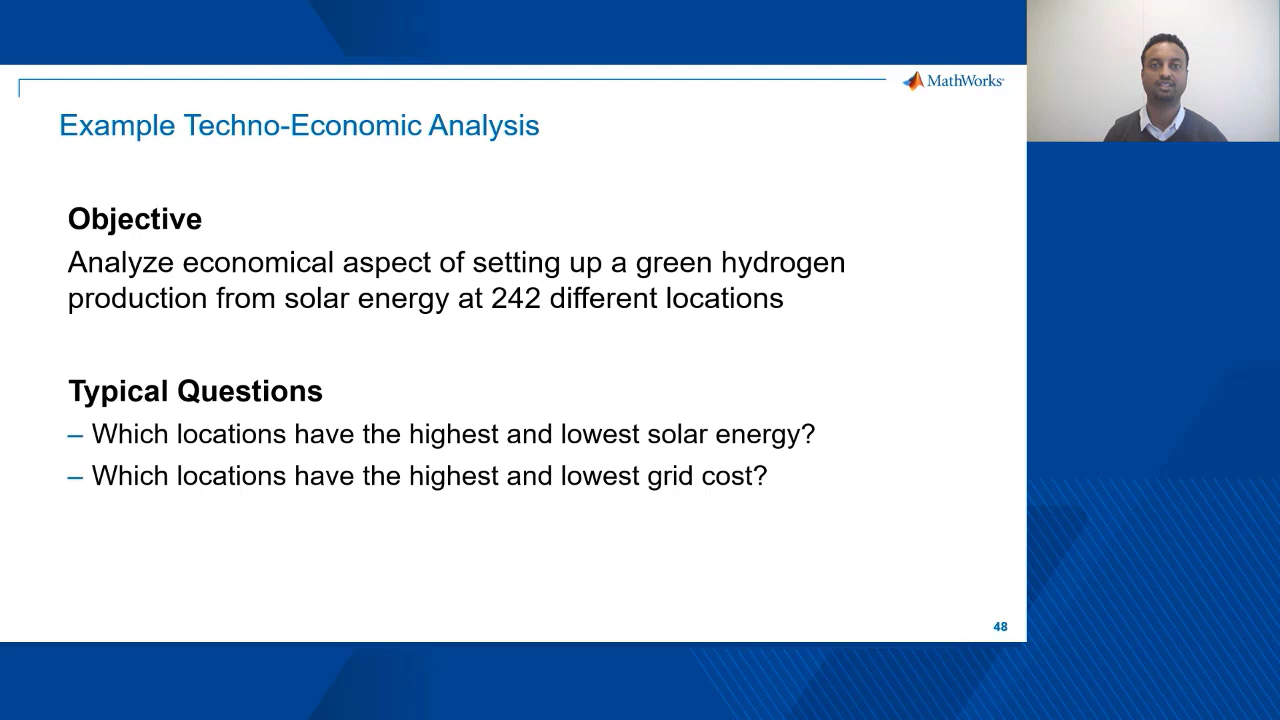 MathWorks
Example Techno-Economic Analysis
Objective
Analyze economical aspect of setting up a green hydrogen
production from solar energy at 242 different locations
Typical Questions
– Which locations have the highest and lowest solar energy?
– Which locations have the highest and lowest grid cost?
48